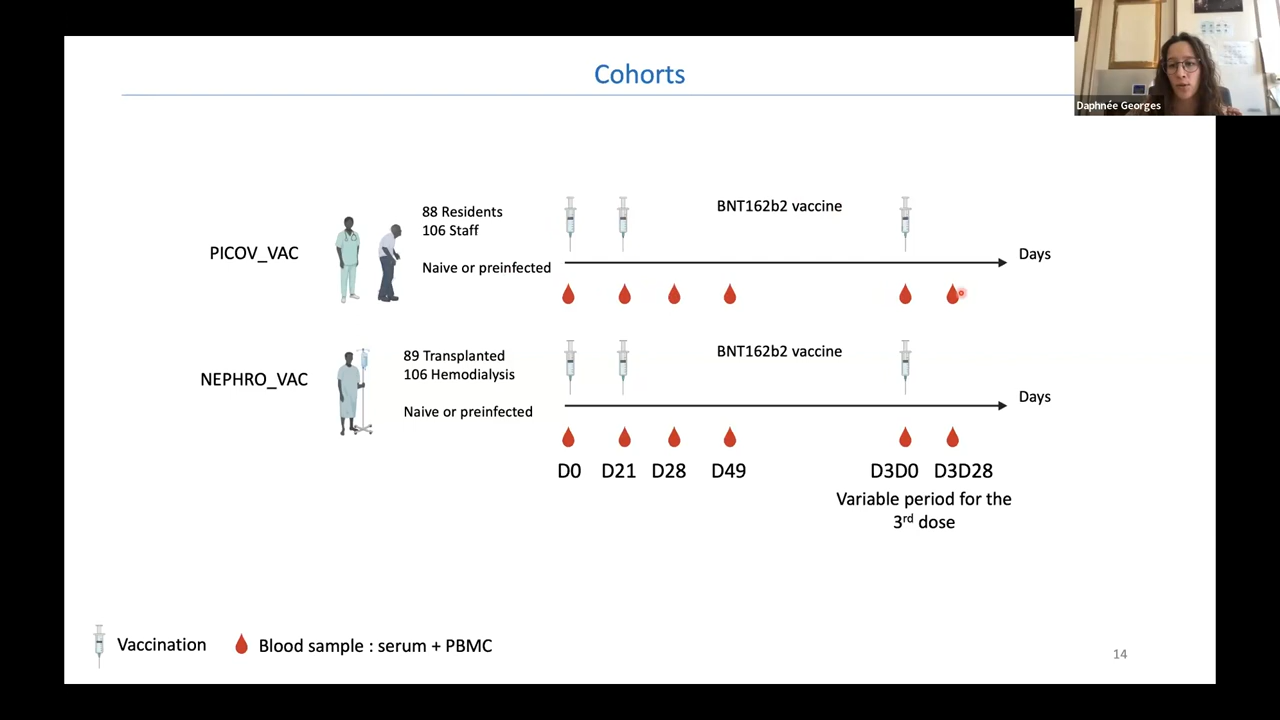 Cohorts
Daphnée Georges
88 Residents
106 Staff
Naive or preinfected
PICOV_VAC
BNT162b2 vaccine
Days
89 Transplanted
106 Hemodialysis
Naive or preinfected
NEPHRO_VAC
BNT162b2 vaccine
Days
D0 D21 D28 D49 D3D0 D3D28
Variable period for the
3rd dose
Vaccination
Blood sample : serum + PBMC
14